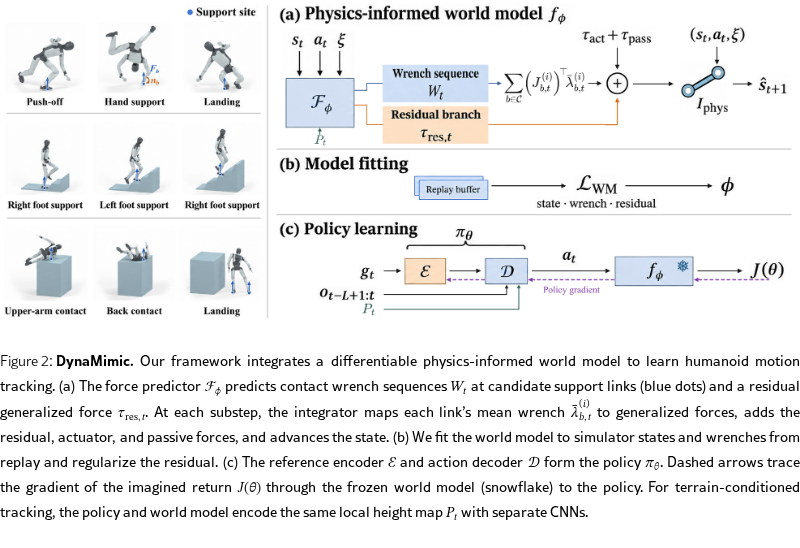 Support site
F_b
n_b
Push-off
Hand support
Landing
Right foot support
Left foot support
Right foot support
Upper-arm contact
Back contact
Landing
(a) Physics-informed world model f_ϕ
s_t a_t ξ
ℱ_ϕ
P_t
Wrench sequence
W_t
Residual branch
τ_res,t
∑_{b∈𝒞} (J_{b,t}^{(i)})^⊤ λ̄_{b,t}^{(i)}
τ_act + τ_pass
+
(s_t, a_t, ξ)
I_phys
ŝ_{t+1}
(b) Model fitting
Replay buffer
ℒ_WM
state · wrench · residual
ϕ
(c) Policy learning
π_θ
g_t
ℰ
𝒟
a_t
f_ϕ
J(θ)
Policy gradient
o_{t−L+1:t}
P_t
Figure 2: DynaMimic. Our framework integrates a differentiable physics-informed world model to learn humanoid motion
tracking. (a) The force predictor ℱ_ϕ predicts contact wrench sequences W_t at candidate support links (blue dots) and a residual
generalized force τ_res,t. At each substep, the integrator maps each link's mean wrench λ̄_{b,t}^{(i)} to generalized forces, adds the
residual, actuator, and passive forces, and advances the state. (b) We fit the world model to simulator states and wrenches from
replay and regularize the residual. (c) The reference encoder ℰ and action decoder 𝒟 form the policy π_θ. Dashed arrows trace
the gradient of the imagined return J(θ) through the frozen world model (snowflake) to the policy. For terrain-conditioned
tracking, the policy and world model encode the same local height map P_t with separate CNNs.